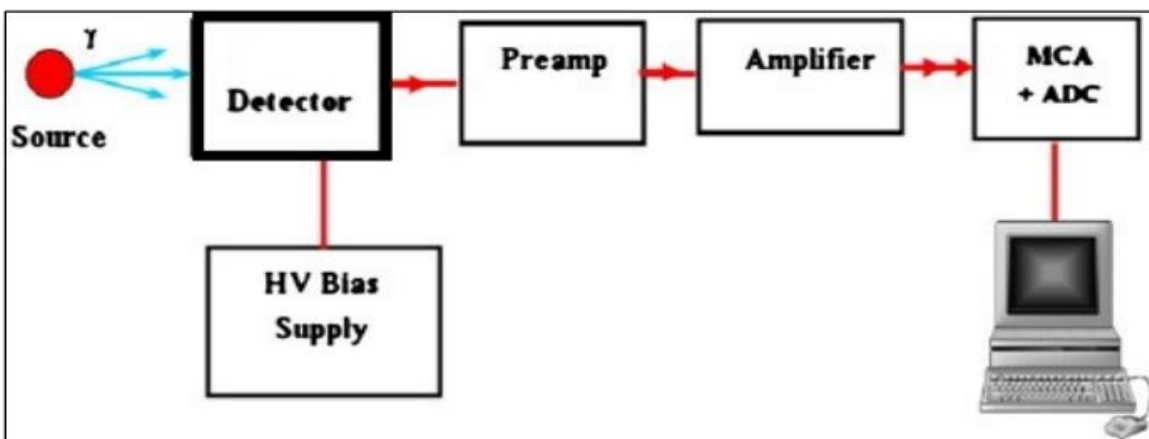 γ
Source
Detector
Preamp
Amplifier
MCA
+ ADC
HV Bias
Supply